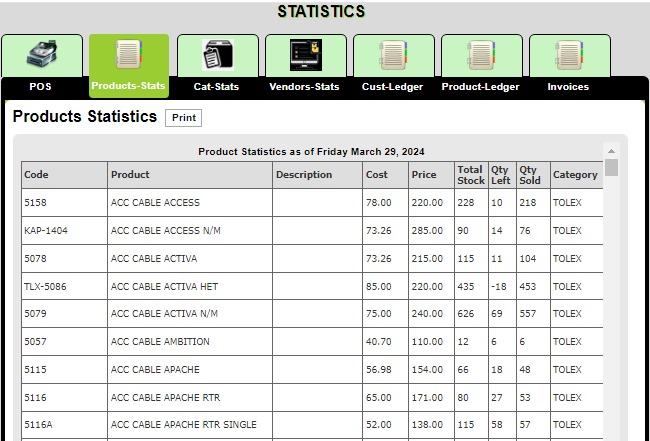 STATISTICS
POS Products-Stats Cat-Stats Vendors-Stats Cust-Ledger Product-Ledger Invoices
Products Statistics Print
Product Statistics as of Friday March 29, 2024
Code Product Description Cost Price Total Stock Qty Left Qty Sold Category
5158 ACC CABLE ACCESS 78.00 220.00 228 10 218 TOLEX
KAP-1404 ACC CABLE ACCESS N/M 73.26 285.00 90 14 76 TOLEX
5078 ACC CABLE ACTIVA 73.26 215.00 115 11 104 TOLEX
TLX-5086 ACC CABLE ACTIVA HET 85.00 220.00 435 -18 453 TOLEX
5079 ACC CABLE ACTIVA N/M 75.00 240.00 626 69 557 TOLEX
5057 ACC CABLE AMBITION 40.70 110.00 12 6 6 TOLEX
5115 ACC CABLE APACHE 56.98 154.00 66 18 48 TOLEX
5116 ACC CABLE APACHE RTR 65.00 171.00 80 27 53 TOLEX
5116A ACC CABLE APACHE RTR SINGLE 52.00 138.00 115 58 57 TOLEX